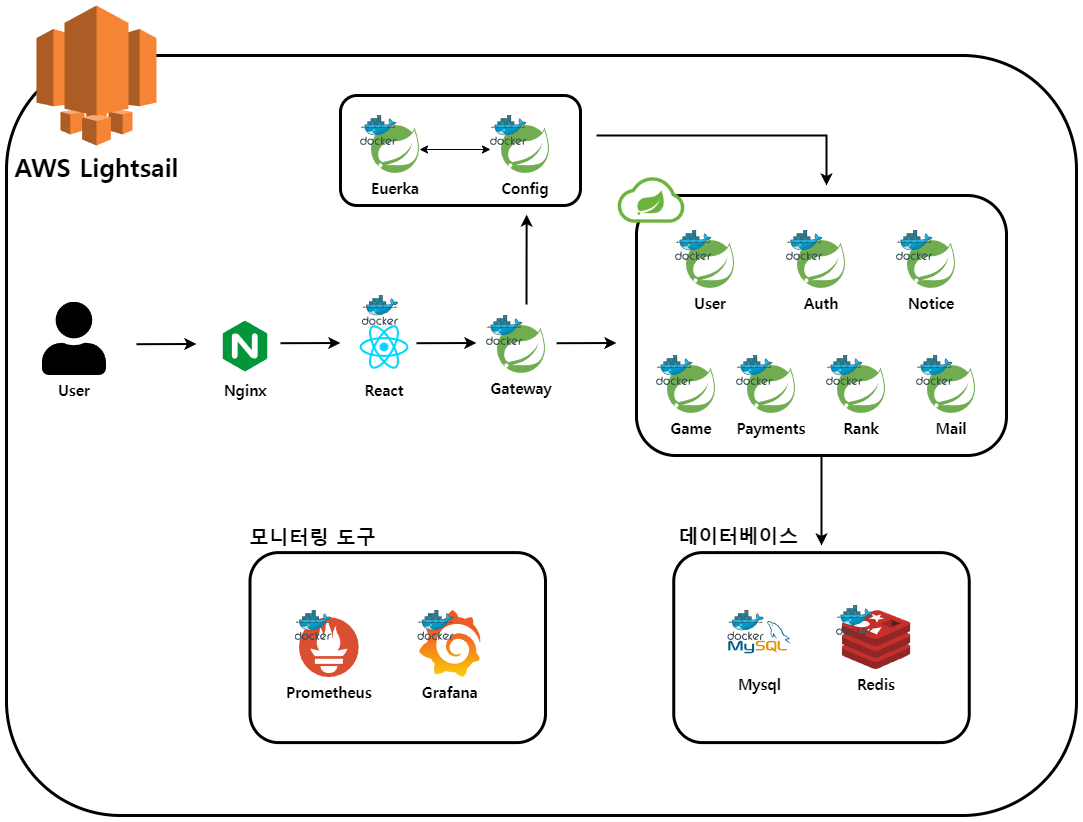 AWS Lightsail
docker
docker
Euerka
Config
docker
docker
docker
User
Auth
Notice
docker
docker
User
Nginx
React
Gateway
docker
docker
docker
docker
Game
Payments
Rank
Mail
모니터링 도구
데이터베이스
docker
docker
docker
MySQL
docker
Prometheus
Grafana
Mysql
Redis